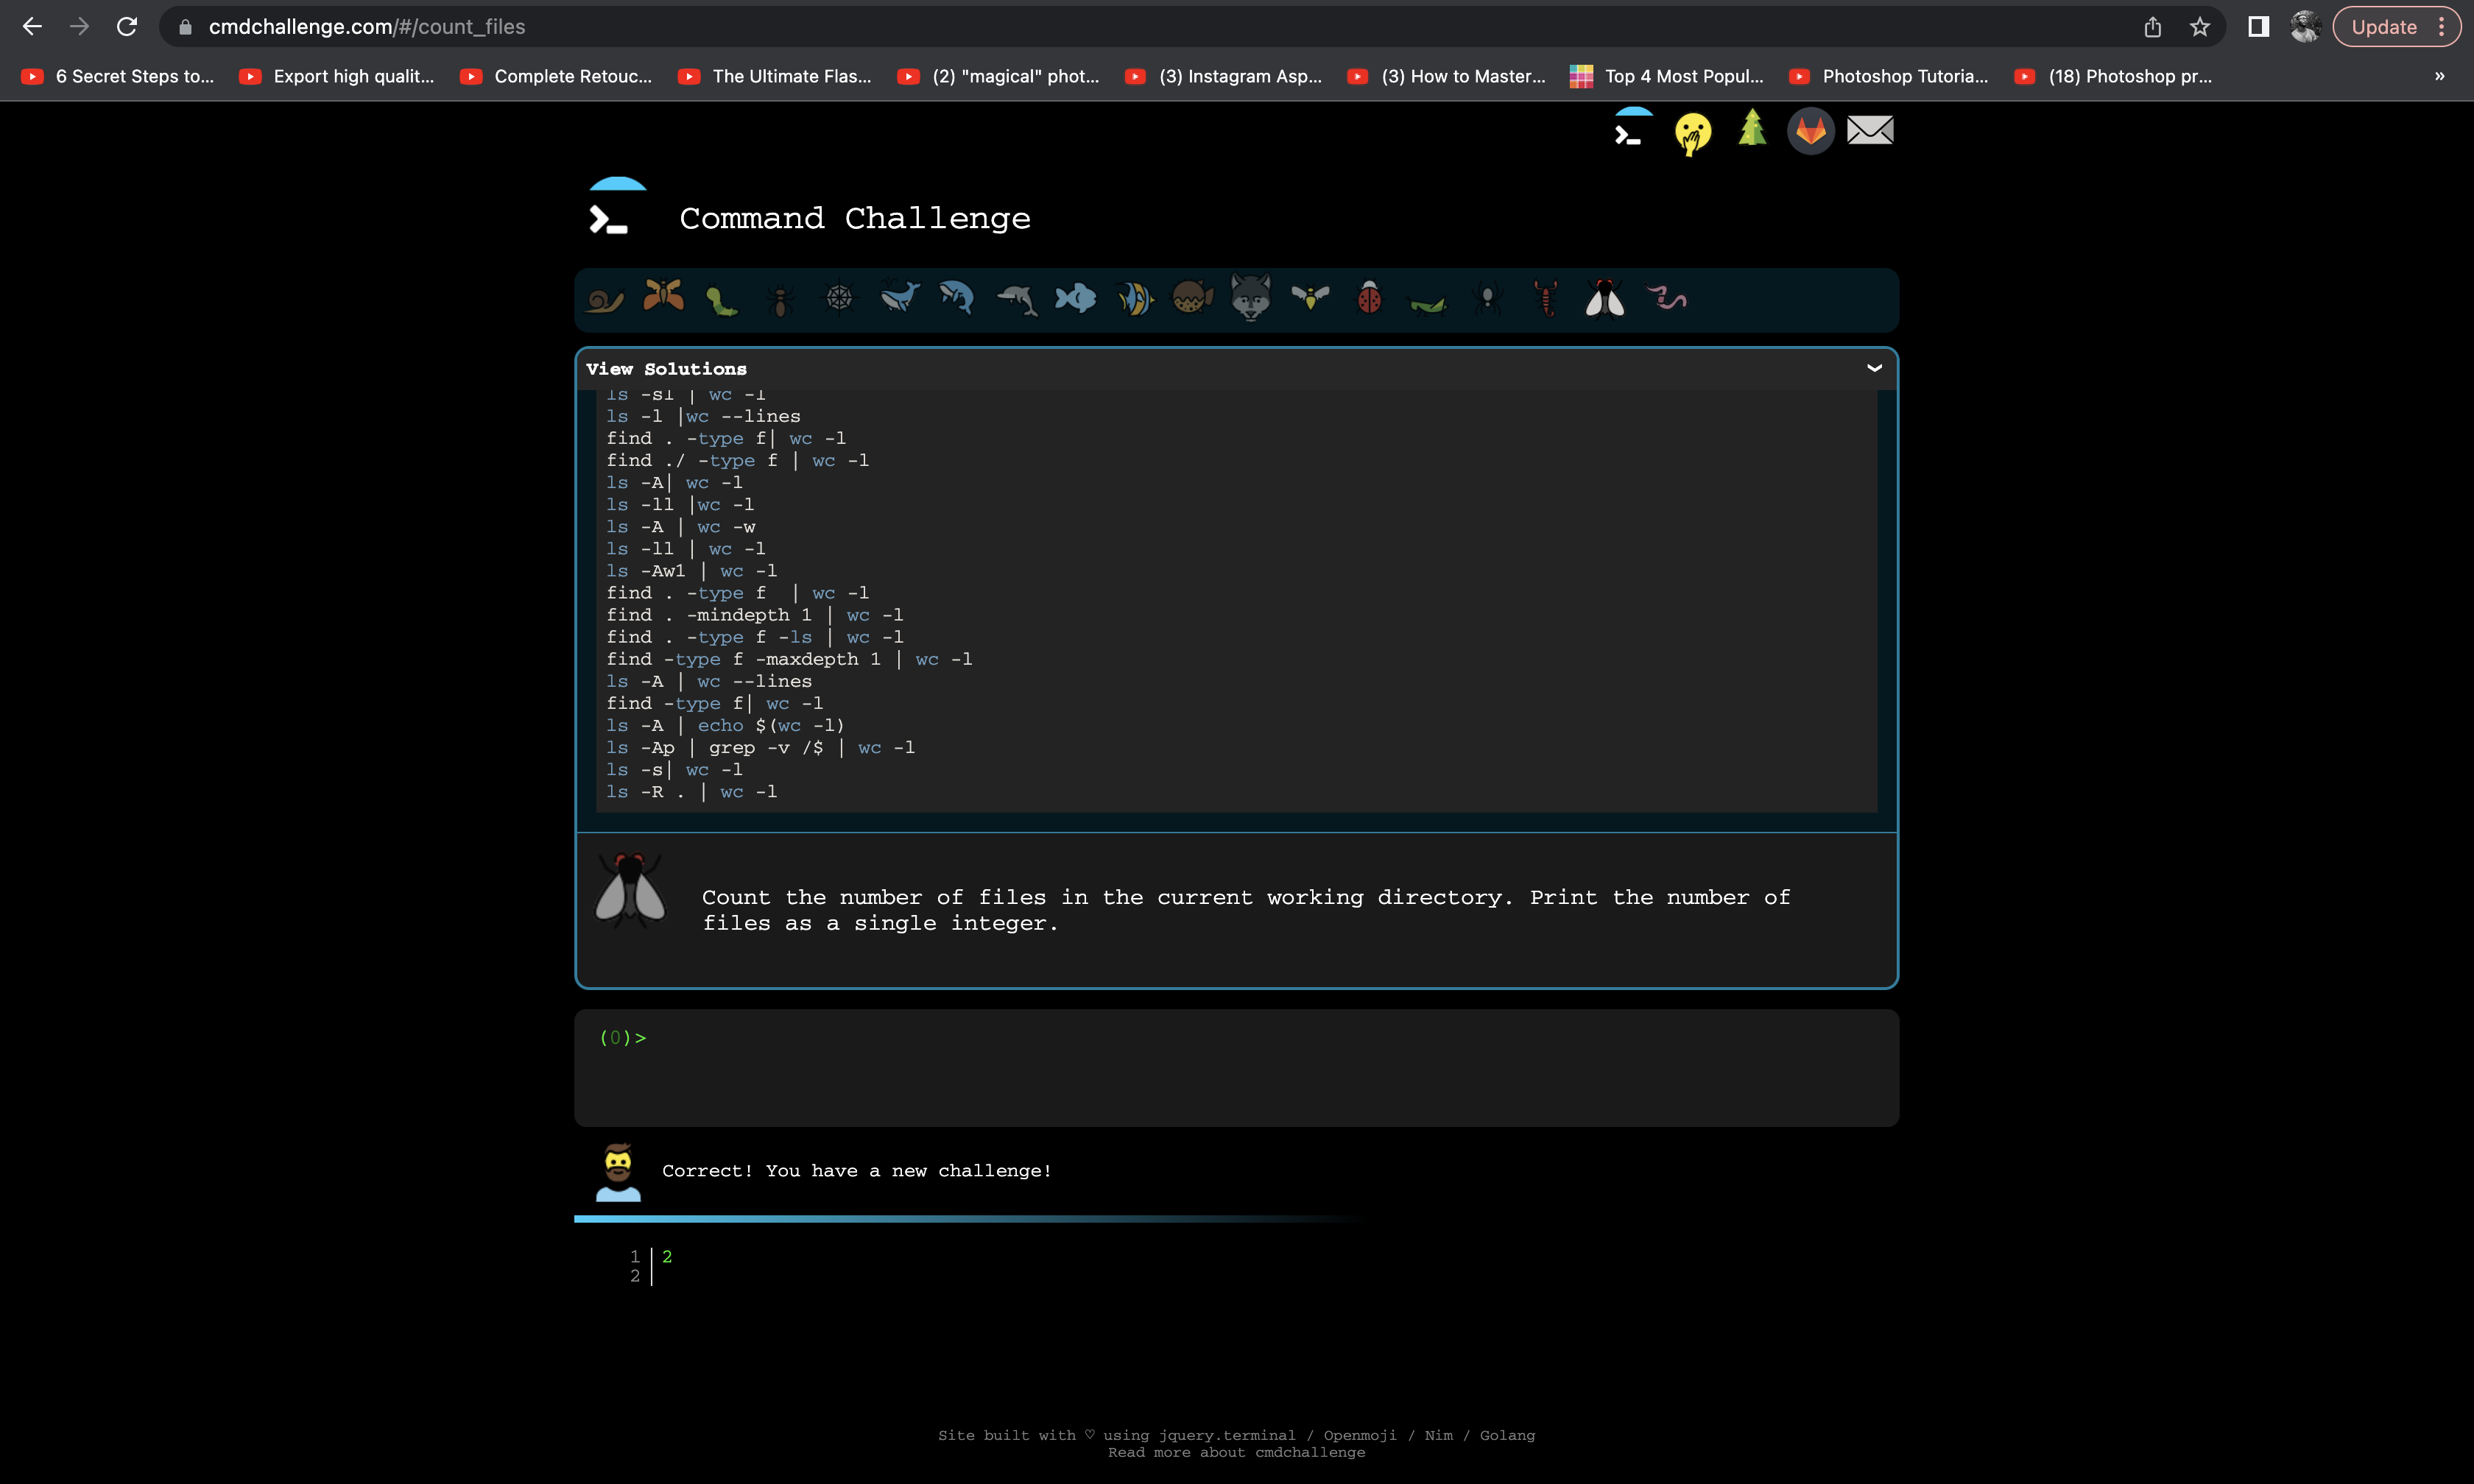 cmdchallenge.com/#/count_files
Update
6 Secret Steps to...
Export high qualit...
Complete Retouc...
The Ultimate Flas...
(2) "magical" phot...
(3) Instagram Asp...
(3) How to Master...
Top 4 Most Popul...
Photoshop Tutoria...
(18) Photoshop pr...
»
Command Challenge
View Solutions
ls -sl | wc -l
ls -l |wc --lines
find . -type f| wc -l
find ./ -type f | wc -l
ls -A| wc -l
ls -ll |wc -l
ls -A | wc -w
ls -ll | wc -l
ls -Aw1 | wc -l
find . -type f  | wc -l
find . -mindepth 1 | wc -l
find . -type f -ls | wc -l
find -type f -maxdepth 1 | wc -l
ls -A | wc --lines
find -type f| wc -l
ls -A | echo $(wc -l)
ls -Ap | grep -v /$ | wc -l
ls -s| wc -l
ls -R . | wc -l
Count the number of files in the current working directory. Print the number of
files as a single integer.
(0)>
Correct! You have a new challenge!
1 2
2
Site built with ♡ using jquery.terminal / Openmoji / Nim / Golang
Read more about cmdchallenge